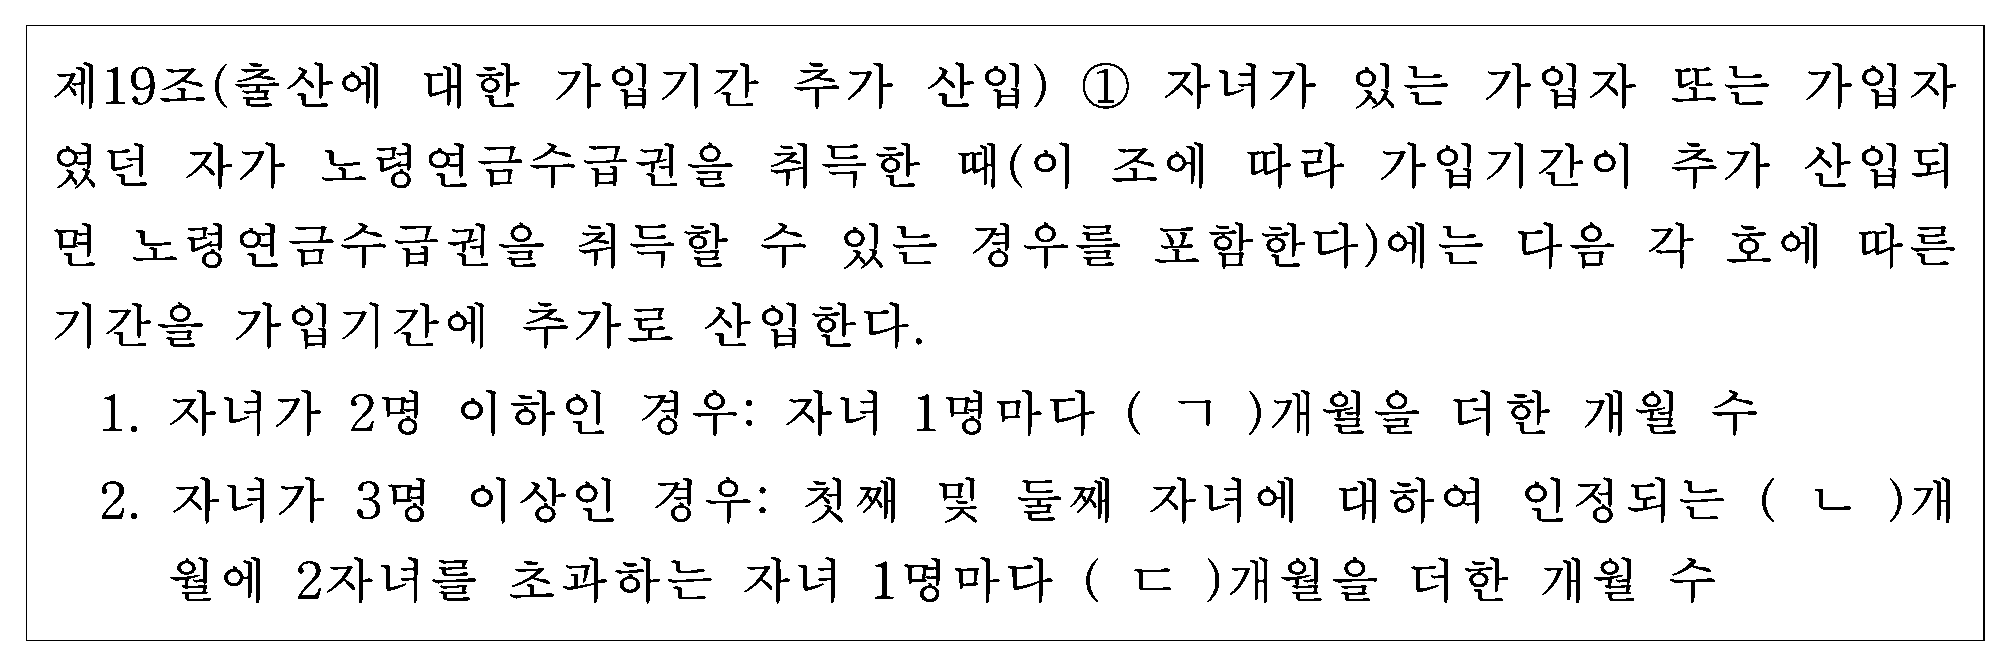 제19조(출산에 대한 가입기간 추가 산입) ① 자녀가 있는 가입자 또는 가입자
였던 자가 노령연금수급권을 취득한 때(이 조에 따라 가입기간이 추가 산입되
면 노령연금수급권을 취득할 수 있는 경우를 포함한다)에는 다음 각 호에 따른
기간을 가입기간에 추가로 산입한다.
1. 자녀가 2명 이하인 경우: 자녀 1명마다 ( ㄱ )개월을 더한 개월 수
2. 자녀가 3명 이상인 경우: 첫째 및 둘째 자녀에 대하여 인정되는 ( ㄴ )개
월에 2자녀를 초과하는 자녀 1명마다 ( ㄷ )개월을 더한 개월 수